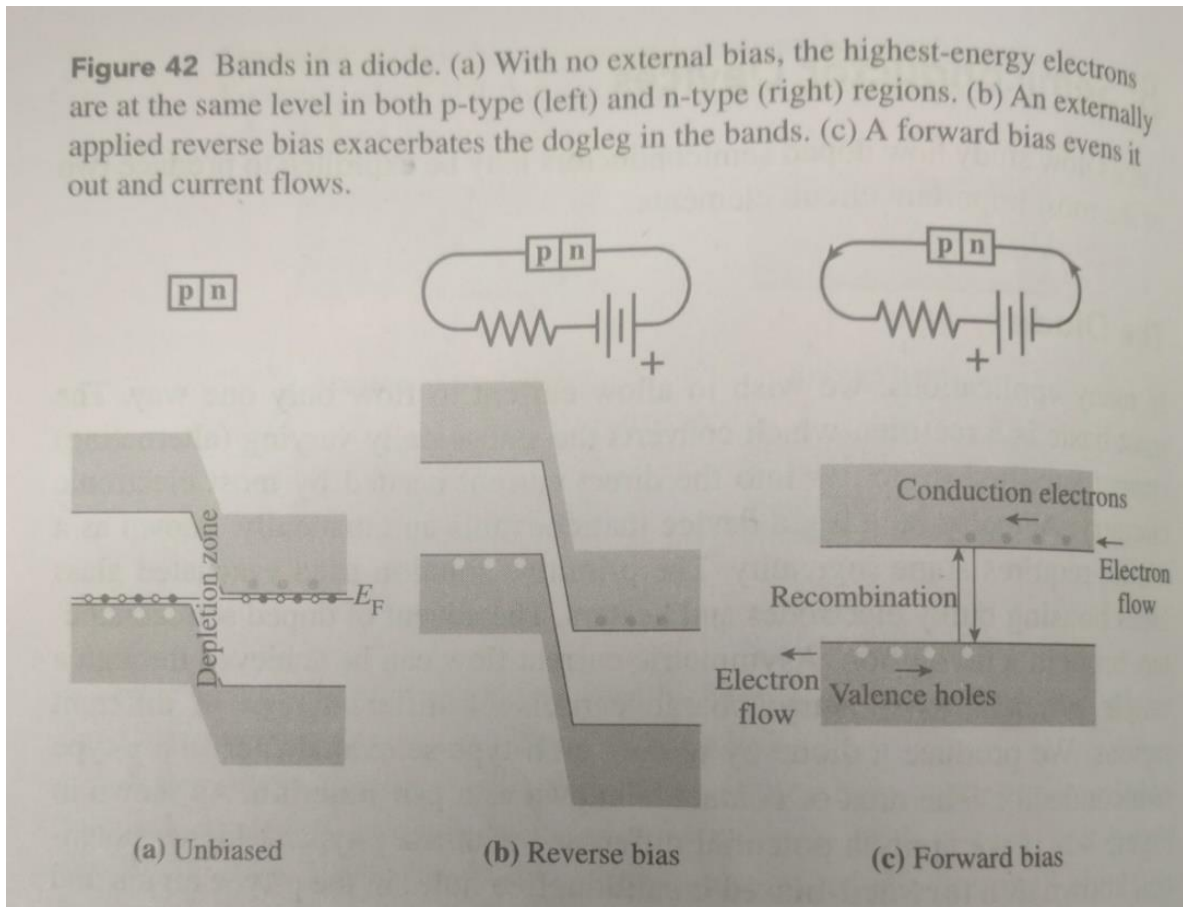 Figure 42 Bands in a diode. (a) With no external bias, the highest-energy electrons
are at the same level in both p-type (left) and n-type (right) regions. (b) An externally
applied reverse bias exacerbates the dogleg in the bands. (c) A forward bias evens it
out and current flows.
p n
p n
p n
+
+
Depletion zone
E_F
Conduction electrons
Electron
flow
Recombination
Electron
flow
Valence holes
(a) Unbiased
(b) Reverse bias
(c) Forward bias